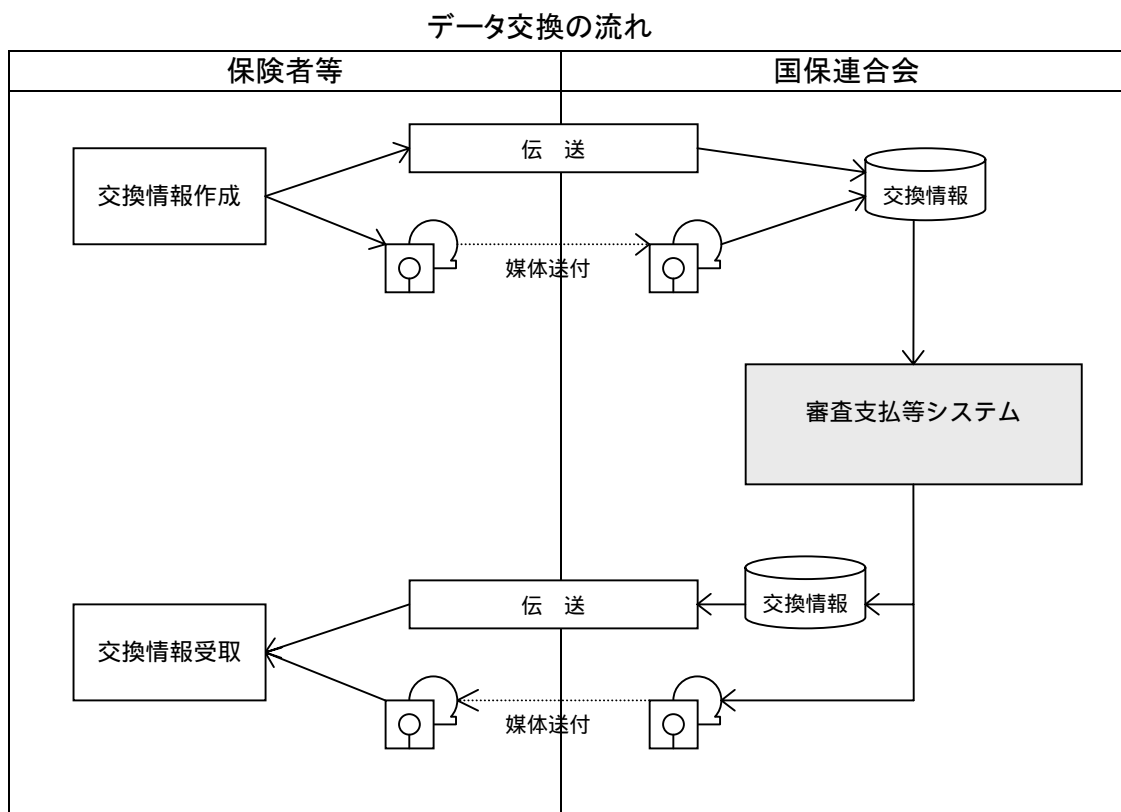 データ交換の流れ
保険者等
国保連合会
伝　送
交換情報作成
交換情報
媒体送付
審査支払等システム
伝　送
交換情報
交換情報受取
媒体送付